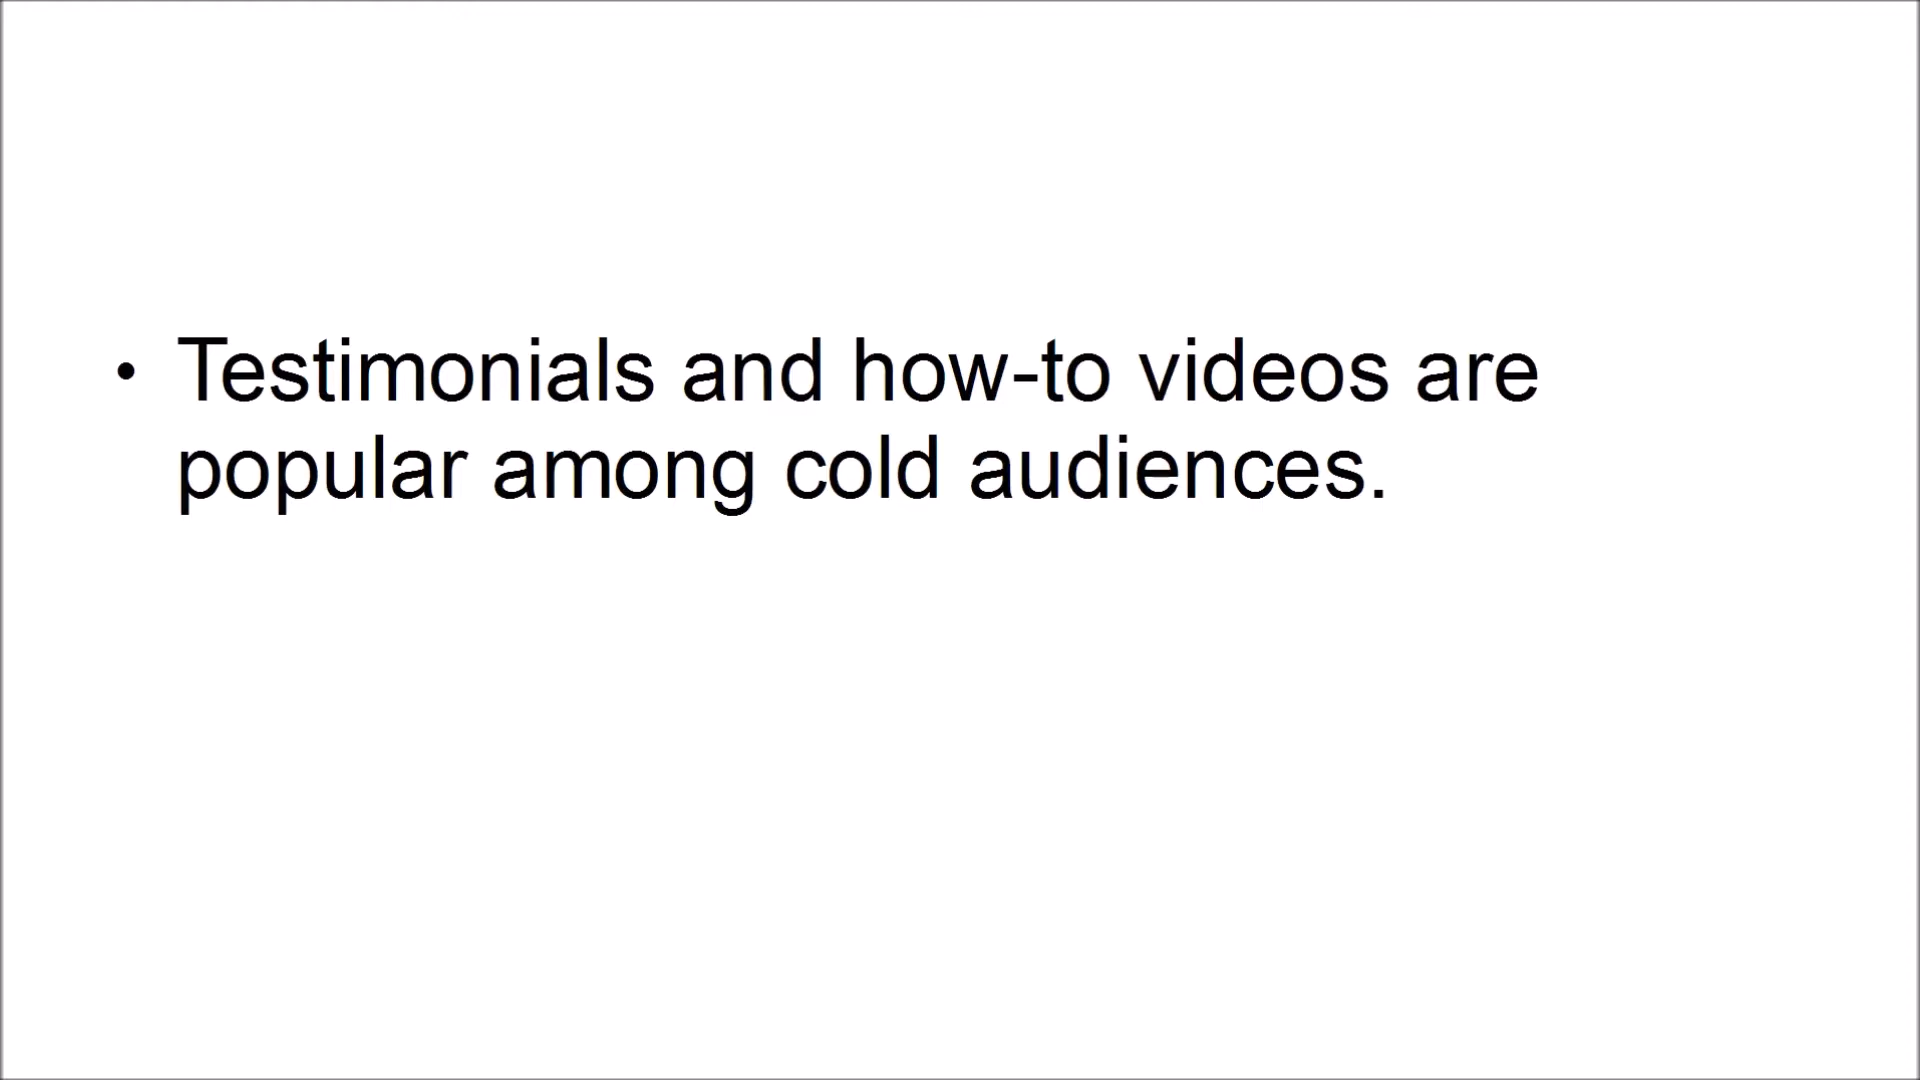 • Testimonials and how-to videos are
popular among cold audiences.